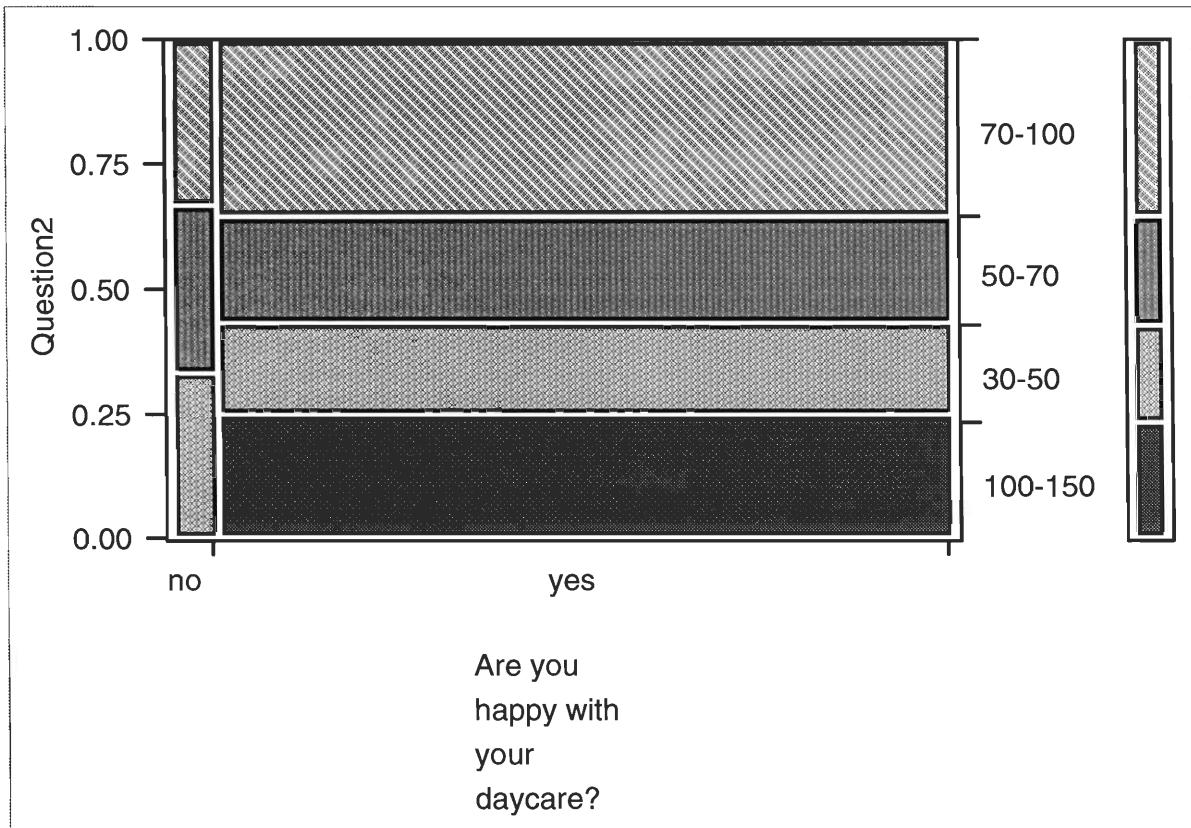 1.00
0.75
0.50
0.25
0.00
Question2
70-100
50-70
30-50
100-150
no
yes
Are you
happy with
your
daycare?